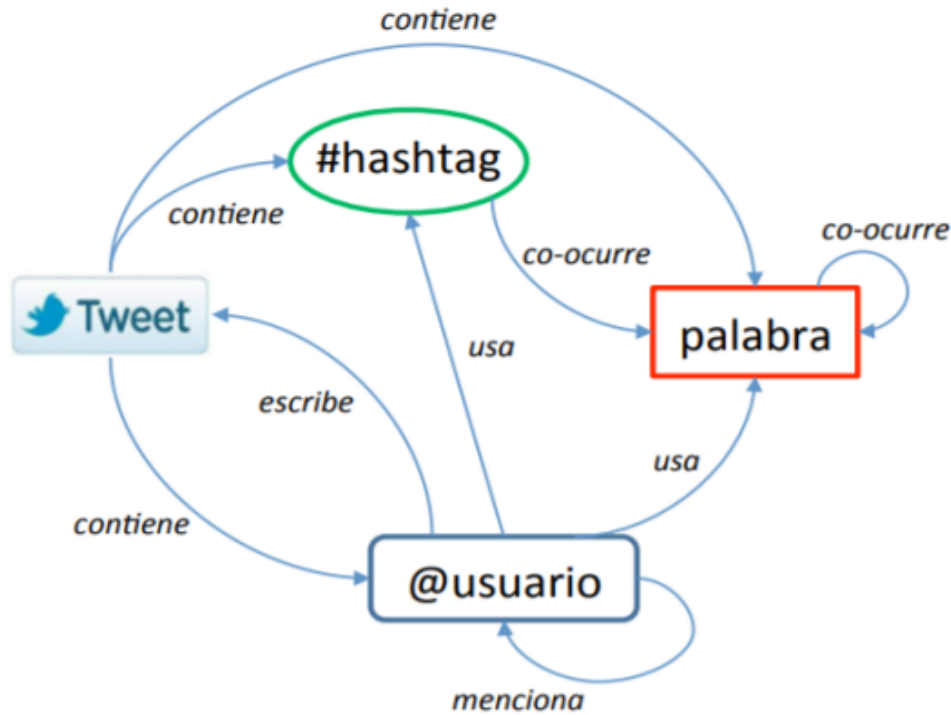 contiene
#hashtag
contiene
co-ocurre
co-ocurre
Tweet
palabra
usa
escribe
usa
contiene
@usuario
menciona